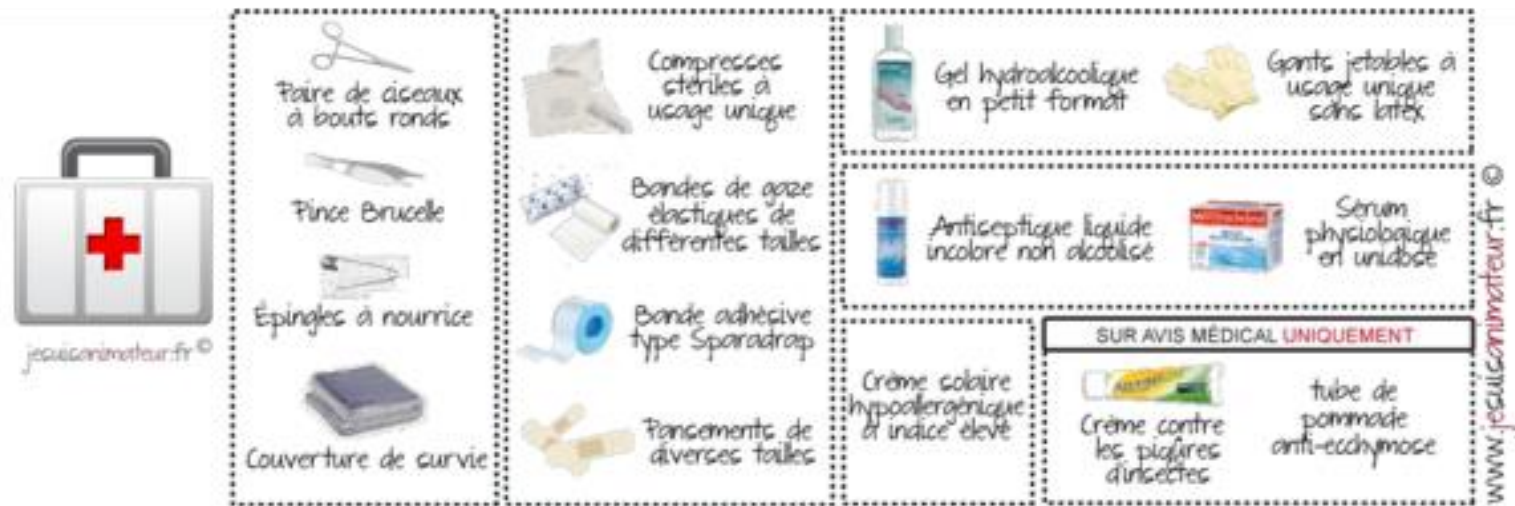 jesuisanimateur.fr ©
Paire de ciseaux
à bouts ronds
Pince Brucelle
Épingles à nourrice
Couverture de survie
Compresses
stériles à
usage unique
Bandes de gaze
élastiques de
différentes tailles
Bande adhésive
type Sparadrap
Pansements de
diverses tailles
Gel hydroalcoolique
en petit format
Gants jetables à
usage unique
sans latex
Antiseptique liquide
incolore non alcoolisé
Sérum
physiologique
en unidose
Crème solaire
hypoallergénique
à indice élevé
SUR AVIS MÉDICAL UNIQUEMENT
Crème contre
les piqûres
d'insectes
tube de
pommade
anti-ecchymose
www.jesuisanimateur.fr ©